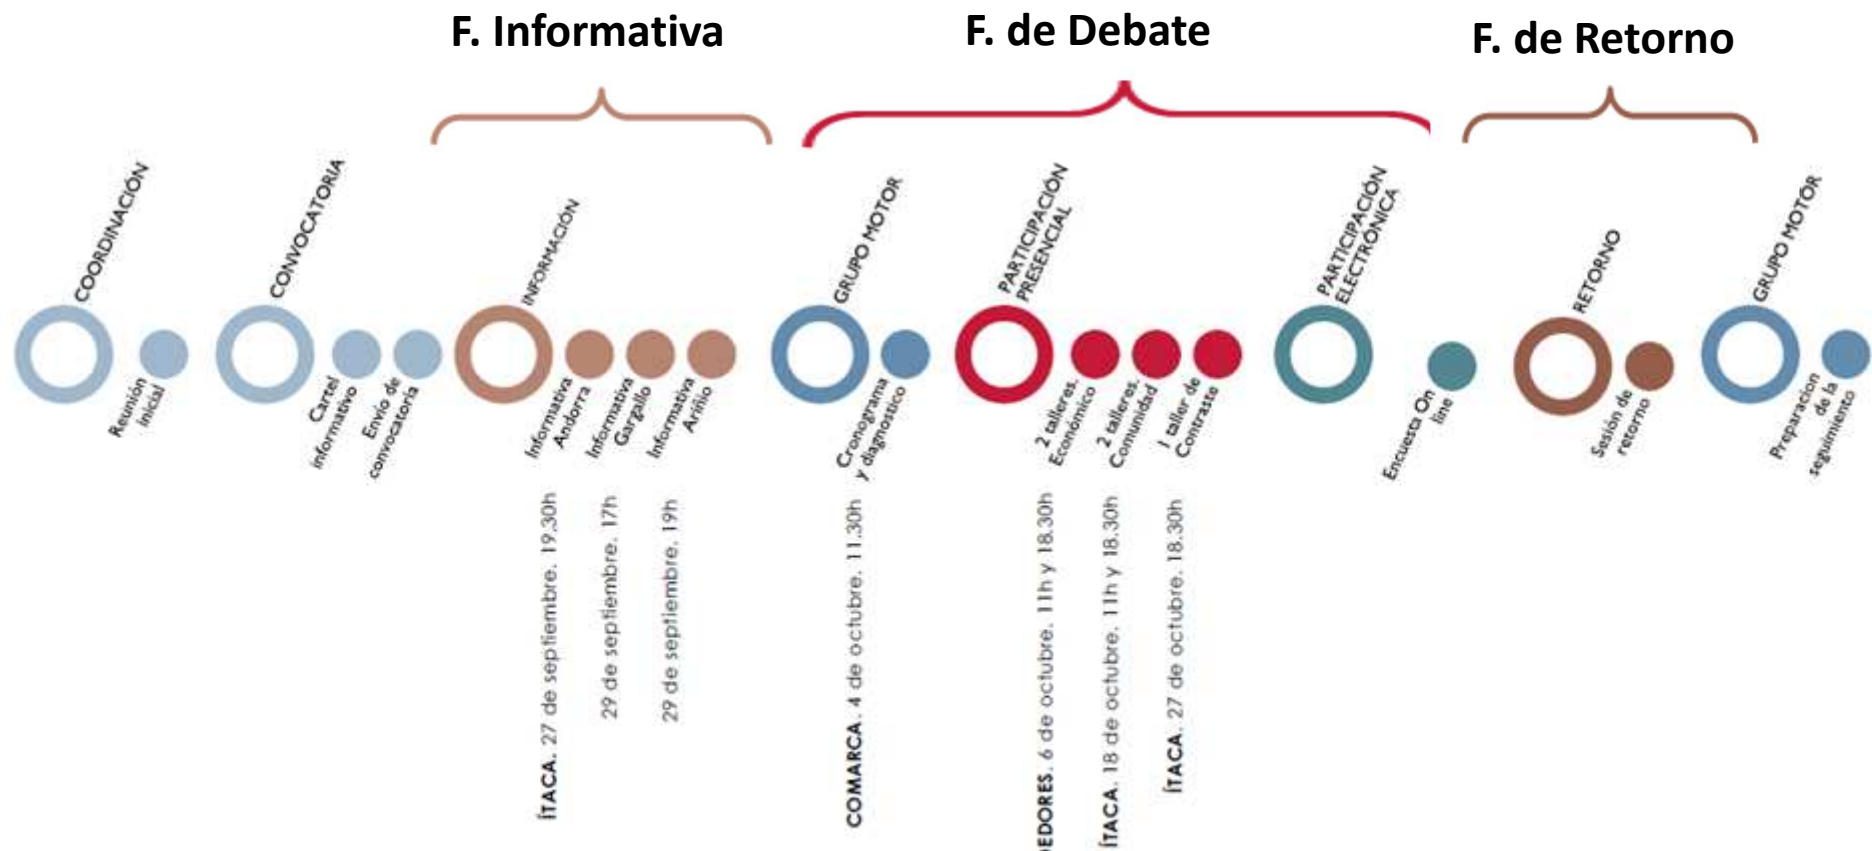 F. Informativa
F. de Debate
F. de Retorno
COORDINACIÓN
Reunión
inicial
CONVOCATORIA
Cartel
informativo
Envío de
convocatoria
INFORMACIÓN
Informativa
Andorra
Informativa
Gargallo
Informativa
Ariño
GRUPO MOTOR
Cronograma
y diagnostico
PARTICIPACIÓN
PRESENCIAL
2 talleres.
Económico
2 talleres.
Comunidad
1 taller de
Contraste
PARTICIPACIÓN
ELECTRÓNICA
Encuesta On
line
RETORNO
Sesión de
retorno
GRUPO MOTOR
Preparacion
de la
seguimiento
ÍTACA. 27 de septiembre. 19.30h
29 de septiembre. 17h
29 de septiembre. 19h
COMARCA. 4 de octubre. 11.30h
EDORES. 6 de octubre. 11h y 18.30h
ÍTACA. 18 de octubre. 11h y 18.30h
ÍTACA. 27 de octubre. 18.30h